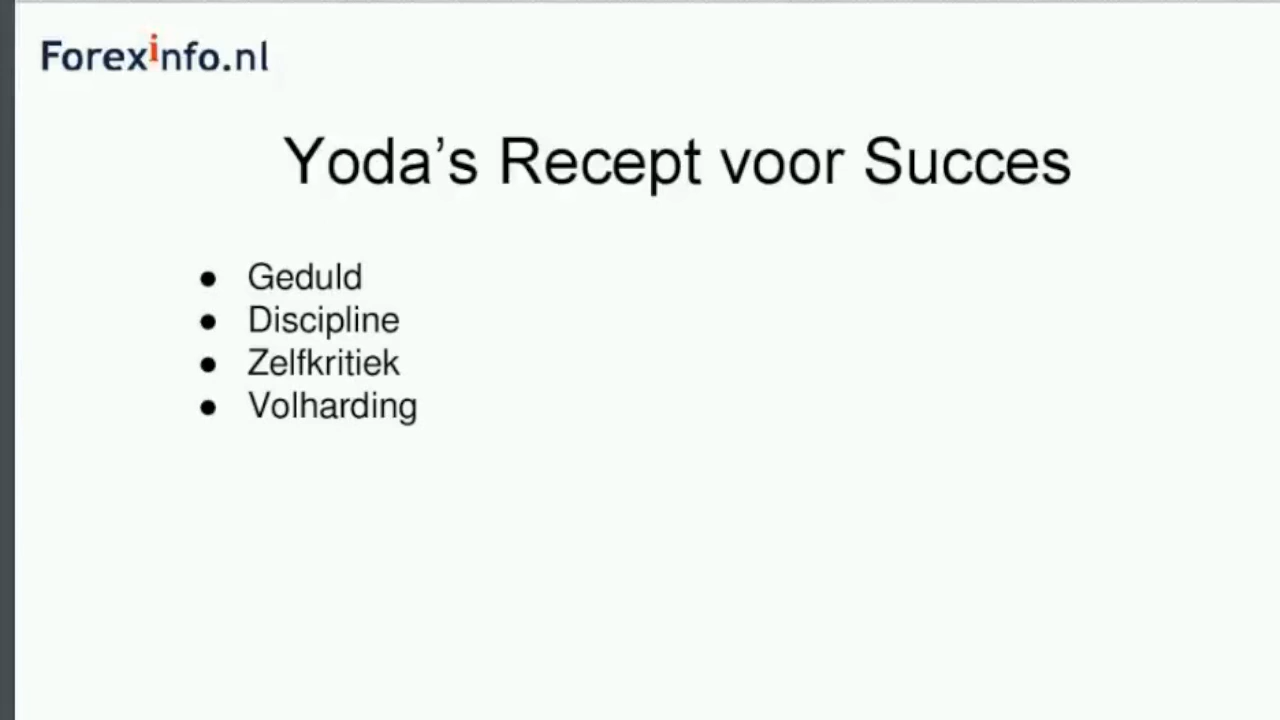 Forexinfo.nl
Yoda’s Recept voor Succes
● Geduld
● Discipline
● Zelfkritiek
● Volharding